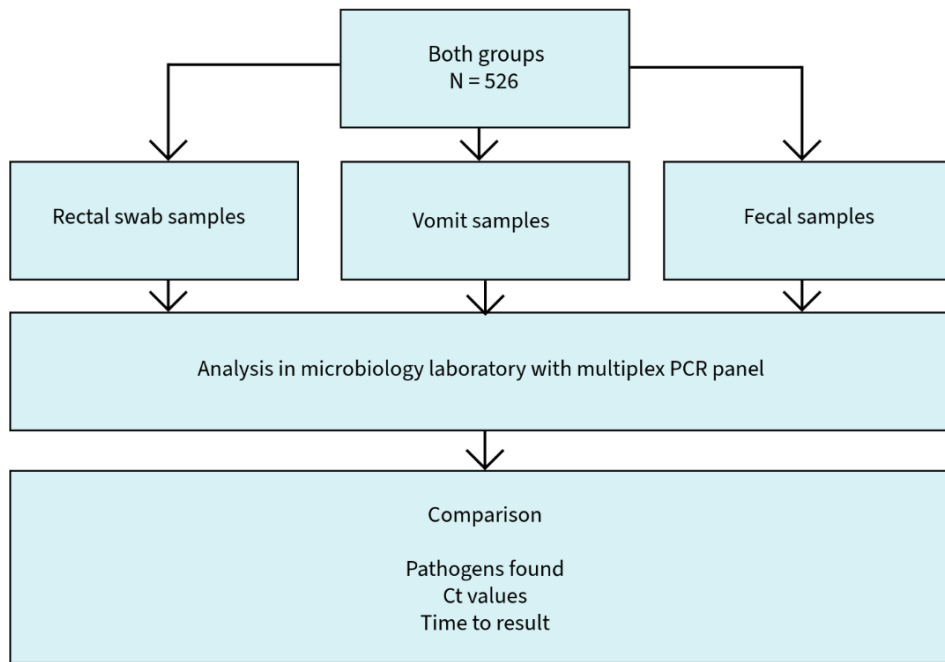 Both groups
N = 526
Rectal swab samples
Vomit samples
Fecal samples
Analysis in microbiology laboratory with multiplex PCR panel
Comparison
Pathogens found
Ct values
Time to result